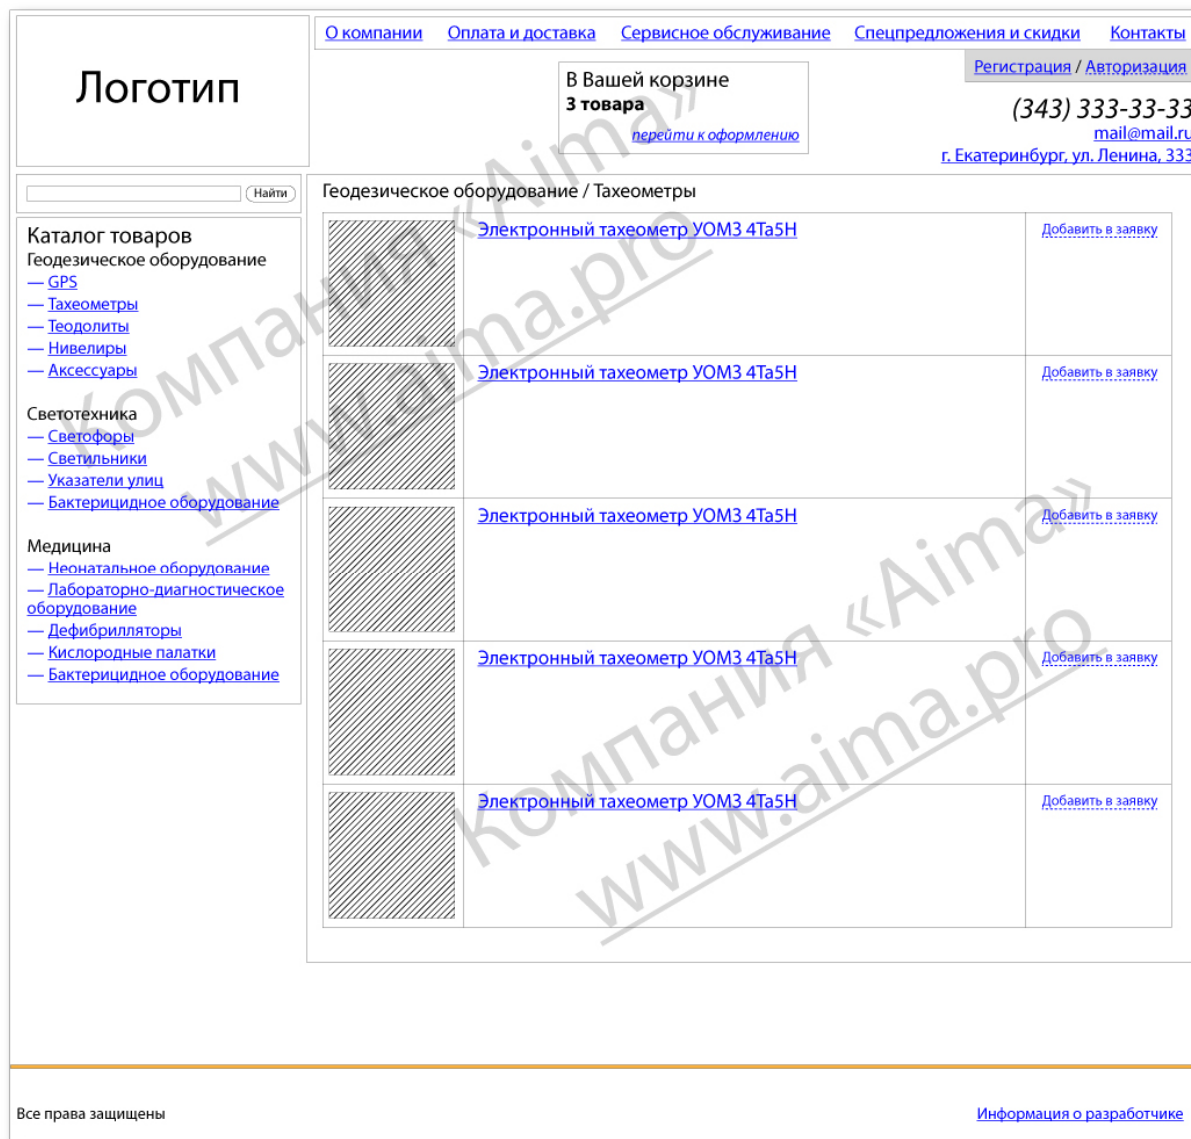 Логотип
О компании Оплата и доставка Сервисное обслуживание Спецпредложения и скидки Контакты
Регистрация / Авторизация
В Вашей корзине
3 товара
перейти к оформлению
(343) 333-33-33
mail@mail.ru
г. Екатеринбург, ул. Ленина, 333
Найти
Каталог товаров
Геодезическое оборудование
— GPS
— Тахеометры
— Теодолиты
— Нивелиры
— Аксессуары
Светотехника
— Светофоры
— Светильники
— Указатели улиц
— Бактерицидное оборудование
Медицина
— Неонатальное оборудование
— Лабораторно-диагностическое
оборудование
— Дефибрилляторы
— Кислородные палатки
— Бактерицидное оборудование
Геодезическое оборудование / Тахеометры
Электронный тахеометр УОМЗ 4Та5Н Добавить в заявку
Электронный тахеометр УОМЗ 4Та5Н Добавить в заявку
Электронный тахеометр УОМЗ 4Та5Н Добавить в заявку
Электронный тахеометр УОМЗ 4Та5Н Добавить в заявку
Электронный тахеометр УОМЗ 4Та5Н Добавить в заявку
Компания «Aima»
www.aima.pro
Компания «Aima»
www.aima.pro
Все права защищены Информация о разработчике